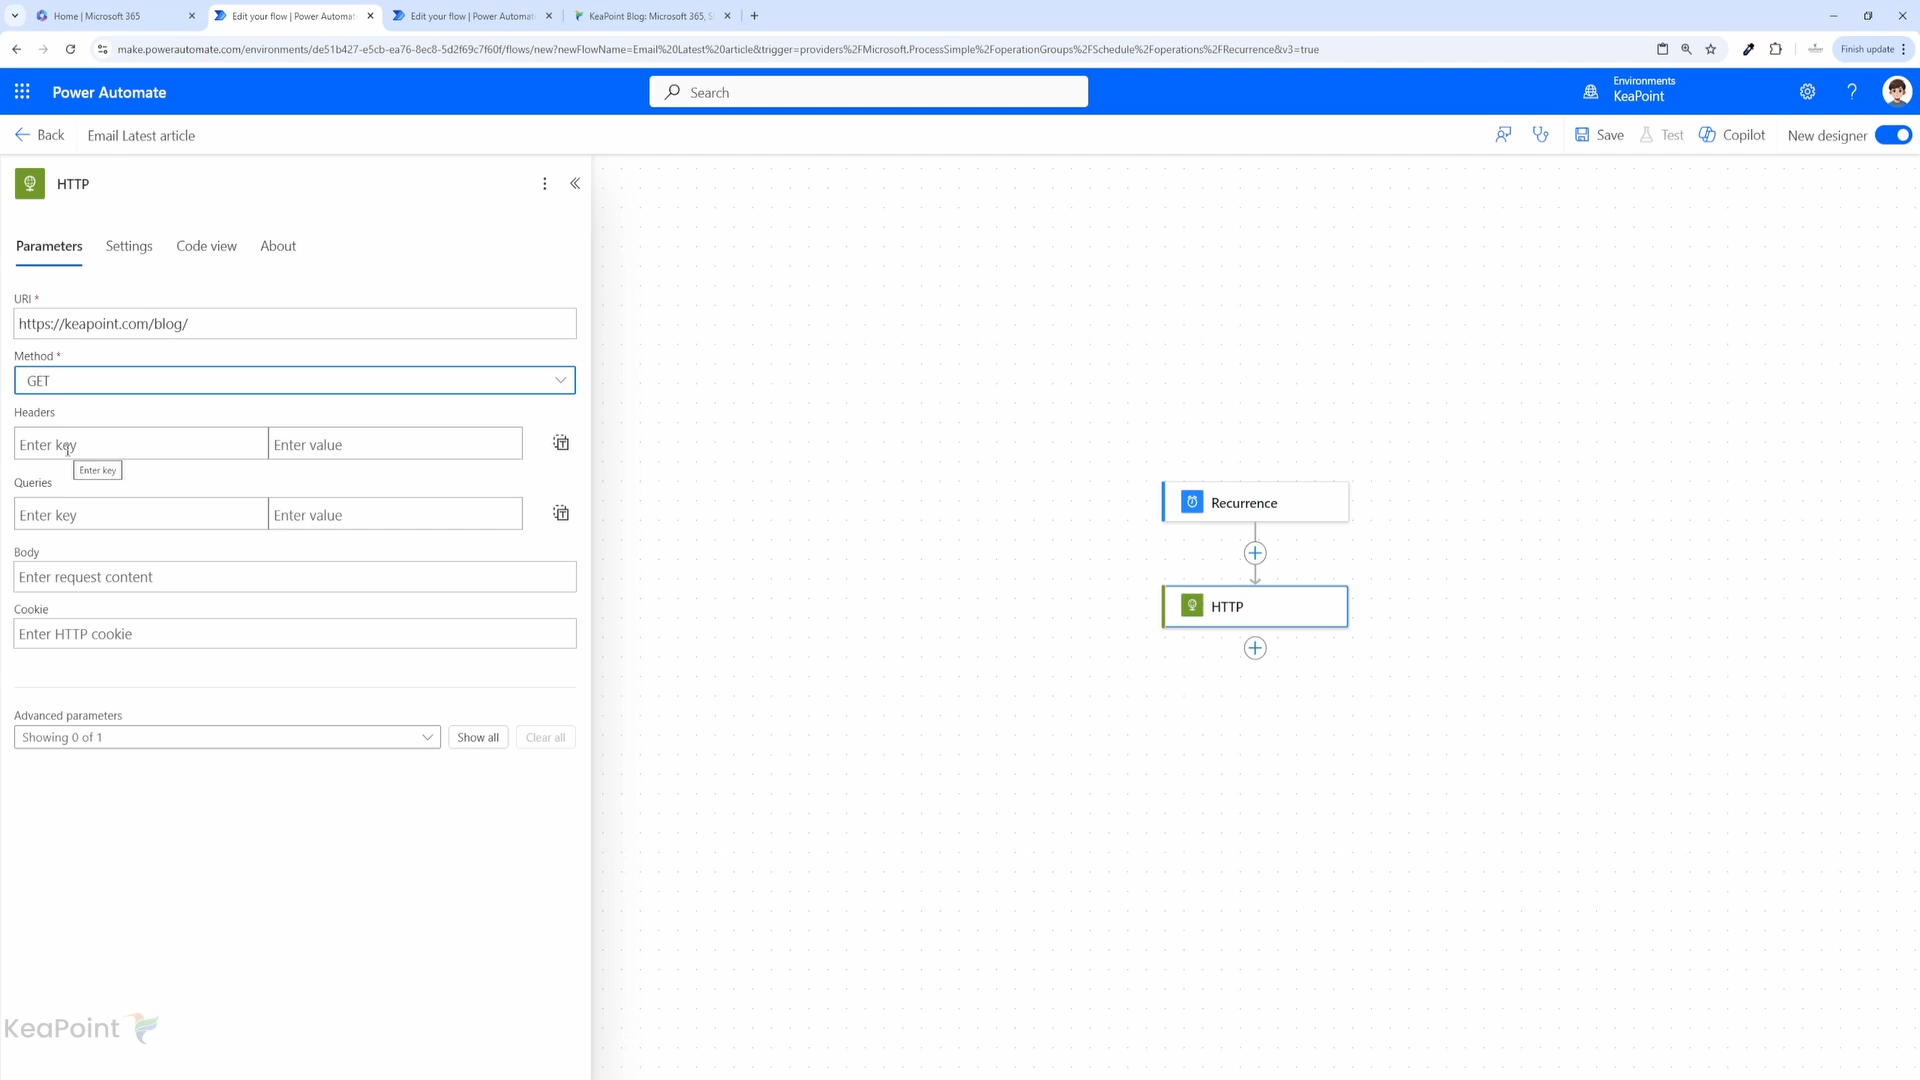 Home | Microsoft 365
Edit your flow | Power Automat
Edit your flow | Power Automat
KeaPoint Blog: Microsoft 365, S
make.powerautomate.com/environments/de51b427-e5cb-ea76-8ec8-5d2f69c7f60f/flows/new?newFlowName=Email%20Latest%20article&trigger=providers%2FMicrosoft.ProcessSimple%2FoperationGroups%2FSchedule%2Foperations%2FRecurrence&v3=true
Finish update
Power Automate
Search
Environments
KeaPoint
Back
Email Latest article
Save
Test
Copilot
New designer
HTTP
Parameters
Settings
Code view
About
URI *
https://keapoint.com/blog/
Method *
GET
Headers
Enter key
Enter value
Enter key
Queries
Enter key
Enter value
Body
Enter request content
Cookie
Enter HTTP cookie
Advanced parameters
Showing 0 of 1
Show all
Clear all
Recurrence
HTTP
KeaPoint